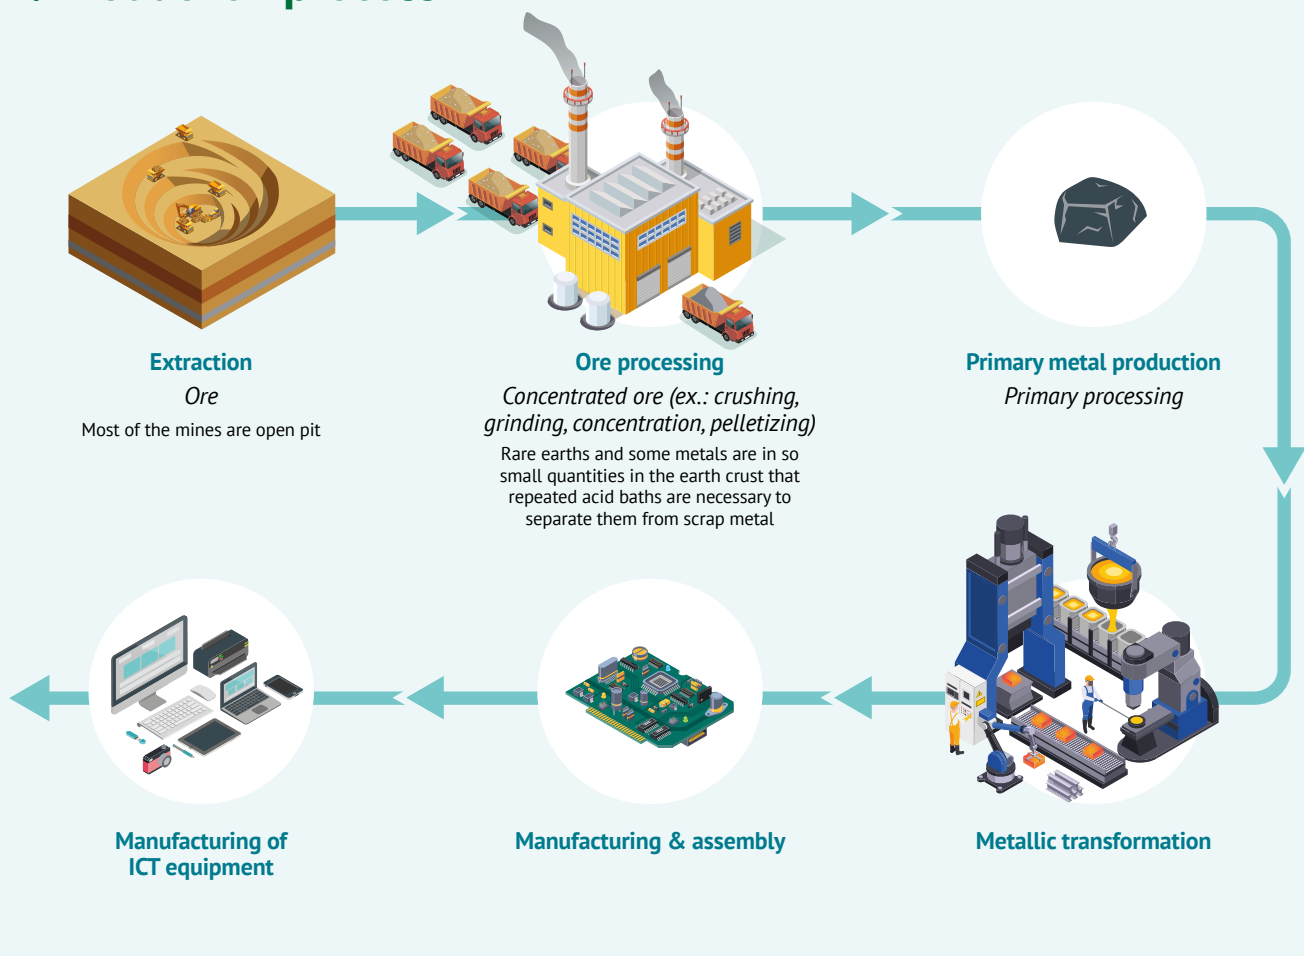 Extraction
Ore
Most of the mines are open pit
Ore processing
Concentrated ore (ex.: crushing,
grinding, concentration, pelletizing)
Rare earths and some metals are in so
small quantities in the earth crust that
repeated acid baths are necessary to
separate them from scrap metal
Primary metal production
Primary processing
Manufacturing of
ICT equipment
Manufacturing & assembly
Metallic transformation